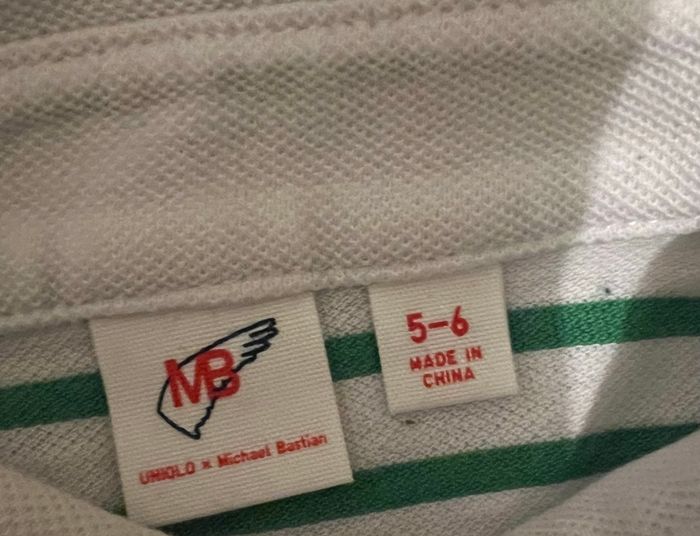 MB
UNIQLO × Michael Bastian
5-6
MADE IN
CHINA